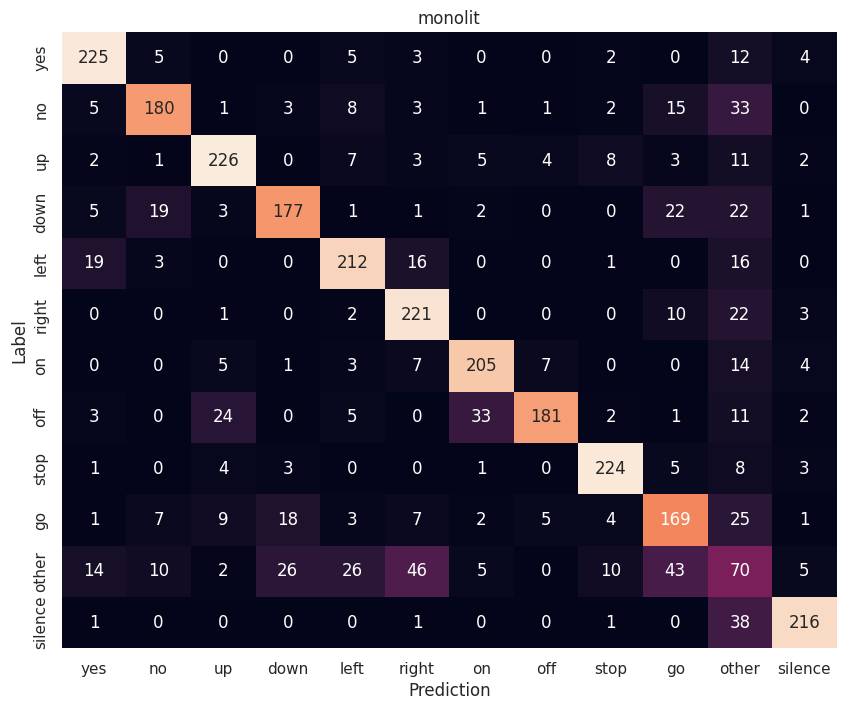 monolit
yes 225 5 0 0 5 3 0 0 2 0 12 4
no 5 180 1 3 8 3 1 1 2 15 33 0
up 2 1 226 0 7 3 5 4 8 3 11 2
down 5 19 3 177 1 1 2 0 0 22 22 1
left 19 3 0 0 212 16 0 0 1 0 16 0
right 0 0 1 0 2 221 0 0 0 10 22 3
on 0 0 5 1 3 7 205 7 0 0 14 4
off 3 0 24 0 5 0 33 181 2 1 11 2
stop 1 0 4 3 0 0 1 0 224 5 8 3
go 1 7 9 18 3 7 2 5 4 169 25 1
other 14 10 2 26 26 46 5 0 10 43 70 5
silence 1 0 0 0 0 1 0 0 1 0 38 216
yes no up down left right on off stop go other silence
Label
Prediction